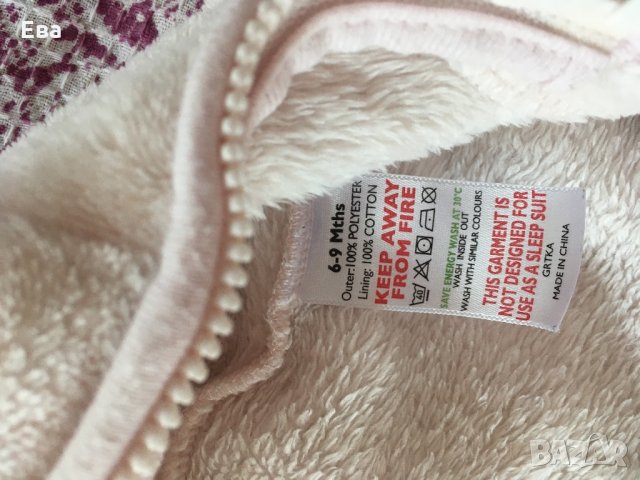 Ева
6-9 Mths
Outer:100% POLYESTER
Lining: 100% COTTON
KEEP AWAY
FROM FIRE
40
SAVE ENERGY WASH AT 30°C
WASH INSIDE OUT
WASH WITH SIMILAR COLOURS
THIS GARMENT IS
NOT DESIGNED FOR
USE AS A SLEEP SUIT
GRTKA
MADE IN CHINA
BAZAR